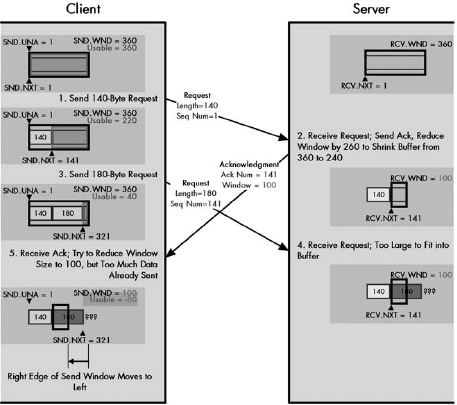 Client
Server
SND.UNA = 1
SND.WND = 360
Usable = 360
SND.NXT = 1
RCV.WND = 360
RCV.NXT = 1
1. Send 140-Byte Request
Request
Length=140
Seq Num=1
SND.UNA = 1
SND.WND = 360
Usable = 220
140
SND.NXT = 141
2. Receive Request; Send Ack, Reduce
Window by 260 to Shrink Buffer from
360 to 240
3. Send 180-Byte Request
Acknowledgment
Ack Num = 141
Window = 100
Request
Length=180
Seq Num=141
SND.UNA = 1
SND.WND = 360
Usable = 40
140 180
SND.NXT = 321
RCV.WND = 100
140
RCV.NXT = 141
5. Receive Ack; Try to Reduce Window
Size to 100, but Too Much Data
Already Sent
4. Receive Request; Too Large to Fit into
Buffer
SND.UNA = 1
SND.WND = 100
Usable = -80
140 180 ???
SND.NXT = 321
RCV.WND = 100
140 180 ???
RCV.NXT = 141
Right Edge of Send Window Moves to
Left